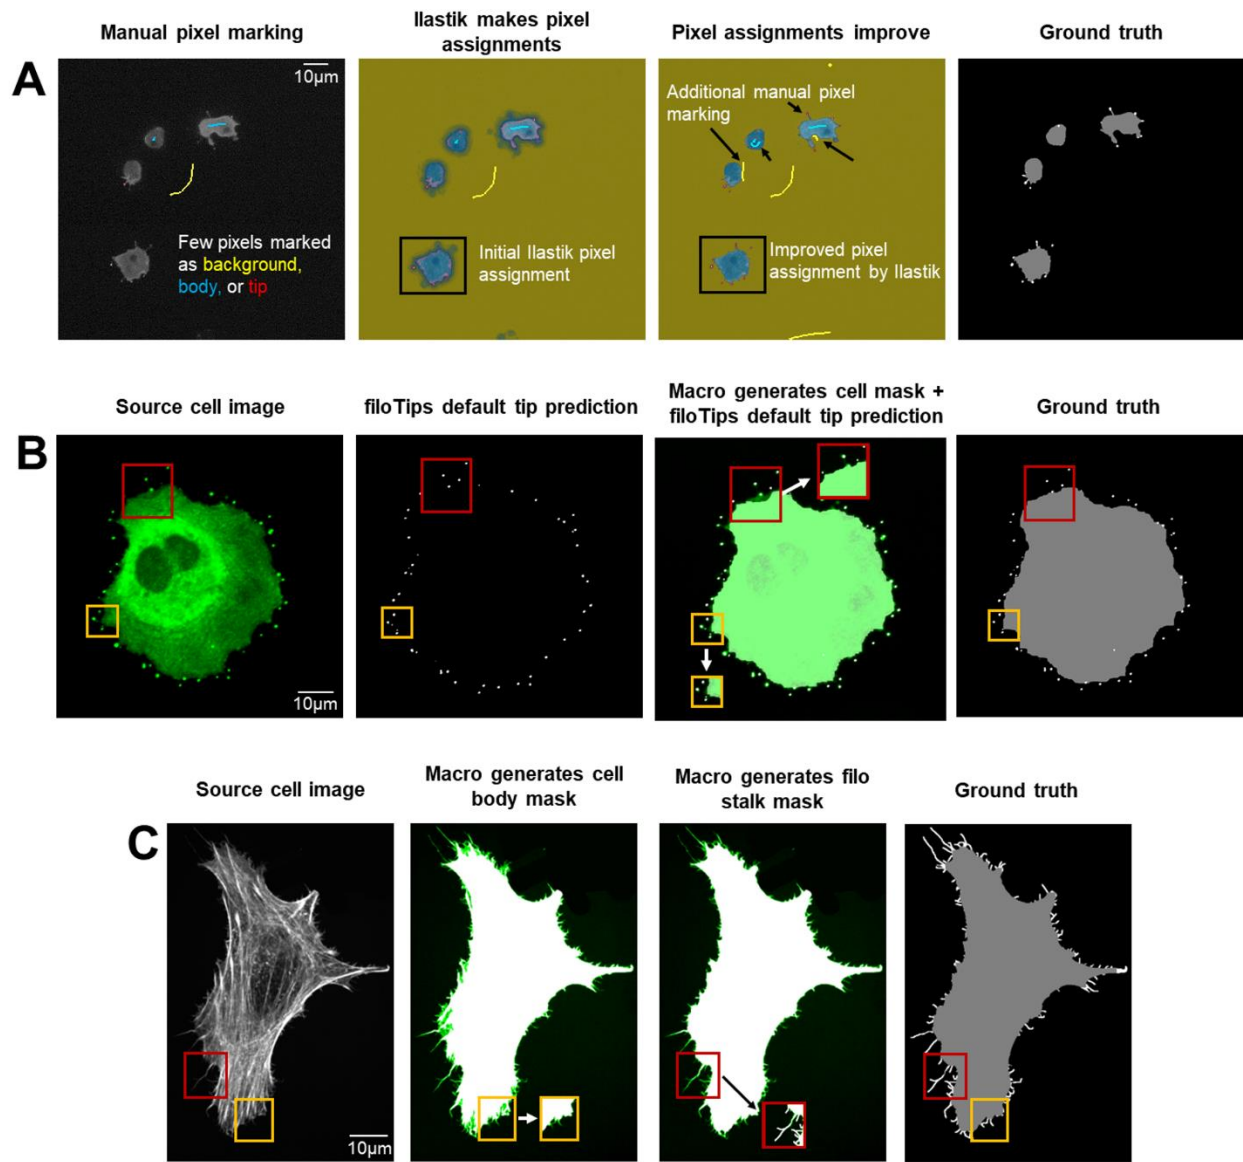 Manual pixel marking
Ilastik makes pixel
assignments
Pixel assignments improve
Ground truth
A
10µm
Few pixels marked
as background,
body, or tip
Initial Ilastik pixel
assignment
Additional manual pixel
marking
Improved pixel
assignment by Ilastik
Source cell image
filoTips default tip prediction
Macro generates cell mask +
filoTips default tip prediction
Ground truth
B
10µm
Source cell image
Macro generates cell
body mask
Macro generates filo
stalk mask
Ground truth
C
10µm